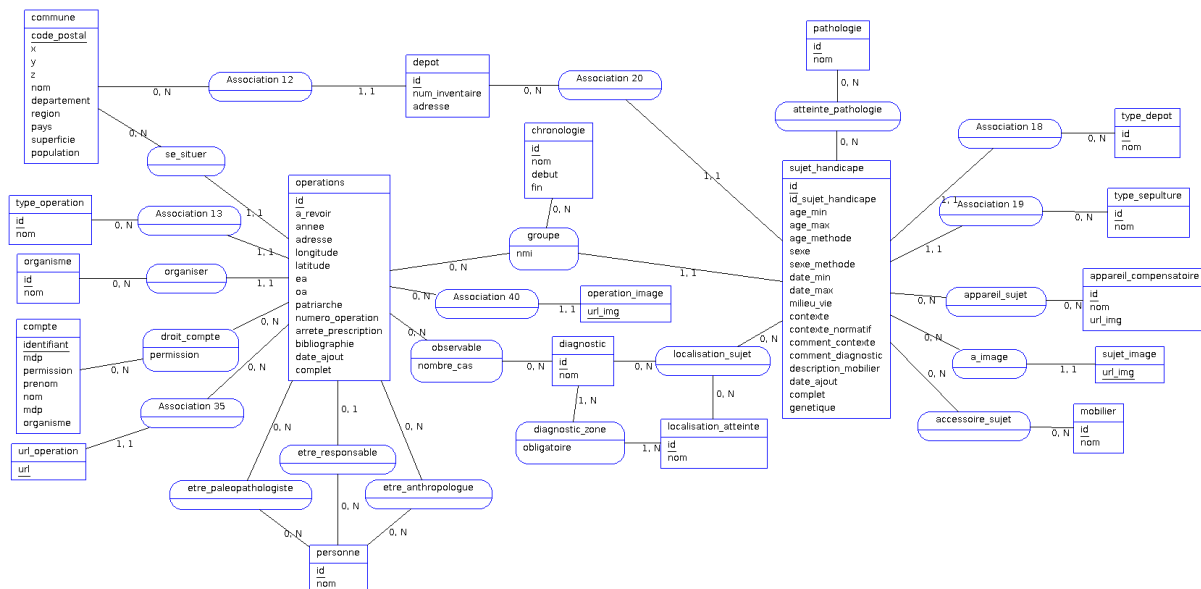 commune
code_postal
x
y
z
nom
departement
region
pays
superficie
population
0, N
Association 12
1, 1
depot
id
num_inventaire
adresse
0, N
Association 20
1, 1
pathologie
id
nom
0, N
atteinte_pathologie
0, N
0, N
se_situer
1, 1
chronologie
id
nom
debut
fin
0, N
type_depot
id
nom
0, N
Association 18
1, 1
type_operation
id
nom
0, N
Association 13
1, 1
operations
id
a_revoir
annee
adresse
longitude
latitude
ea
oa
patriarche
numero_operation
arrete_prescription
bibliographie
date_ajout
complet
groupe
nmi
0, N
1, 1
sujet_handicape
id
id_sujet_handicape
age_min
age_max
age_methode
sexe
sexe_methode
date_min
date_max
milieu_vie
contexte
contexte_normatif
comment_contexte
comment_diagnostic
description_mobilier
date_ajout
complet
genetique
type_sepulture
id
nom
0, N
Association 19
1, 1
organisme
id
nom
0, N
organiser
1, 1
0, N
Association 40
1, 1
operation_image
url_img
0, N
appareil_sujet
0, N
appareil_compensatoire
id
nom
url_img
compte
identifiant
mdp
permission
prenom
nom
mdp
organisme
0, N
droit_compte
permission
0, N
0, N
observable
nombre_cas
0, N
diagnostic
id
nom
0, N
localisation_sujet
0, N
0, N
0, N
a_image
1, 1
sujet_image
url_img
0, N
Association 35
1, 1
url_operation
url
1, N
diagnostic_zone
obligatoire
1, N
localisation_atteinte
id
nom
0, N
accessoire_sujet
0, N
mobilier
id
nom
0, N
0, 1
0, N
etre_responsable
etre_paleopathologiste
etre_anthropologue
0, N
0, N
0, N
personne
id
nom